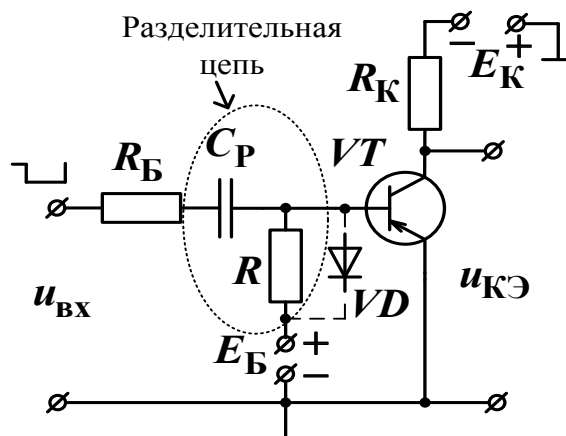 Разделительная
цепь
− E_К +
R_К
R_Б
C_Р
VT
R
VD
u_вх
u_КЭ
E_Б +
−